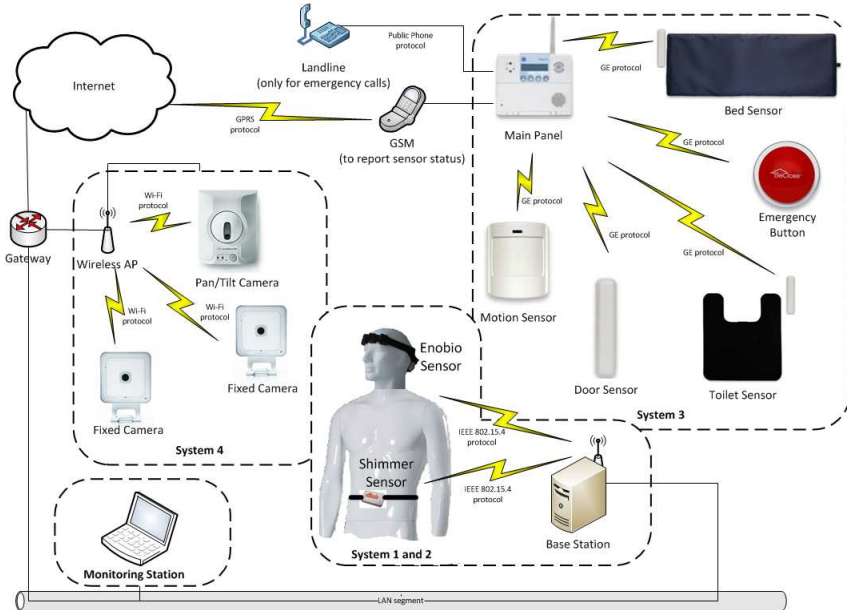 Internet
Landline
(only for emergency calls)
Public Phone
protocol
GPRS
protocol
GSM
(to report sensor status)
Main Panel
GE protocol
Bed Sensor
GE protocol
BeClose
Emergency
Button
GE protocol
Motion Sensor
GE protocol
Door Sensor
GE protocol
Toilet Sensor
System 3
Gateway
Wireless AP
Wi-Fi
protocol
Pan/Tilt Camera
Wi-Fi
protocol
Fixed Camera
Wi-Fi
protocol
Fixed Camera
System 4
Enobio
Sensor
IEEE 802.15.4
protocol
Shimmer
Sensor
IEEE 802.15.4
protocol
Base Station
System 1 and 2
Monitoring Station
LAN segment